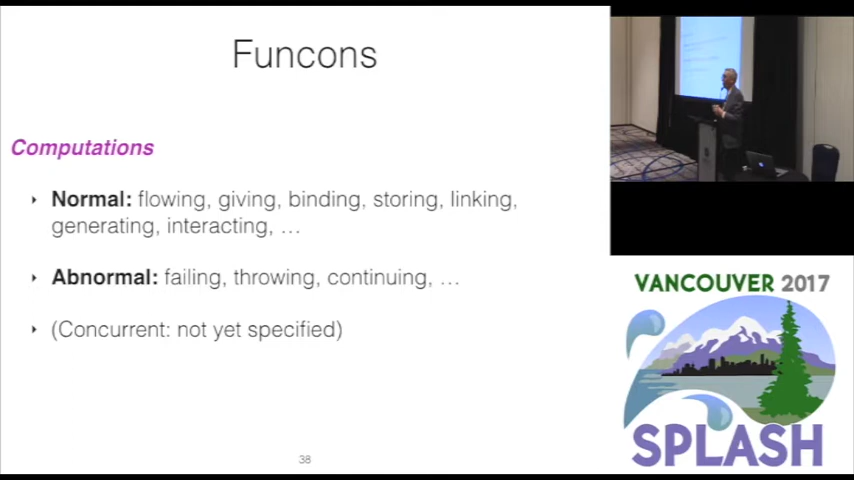 Funcons
Computations
‣ Normal: flowing, giving, binding, storing, linking,
generating, interacting, …
‣ Abnormal: failing, throwing, continuing, …
‣ (Concurrent: not yet specified)
38
VANCOUVER 2017
SPLASH